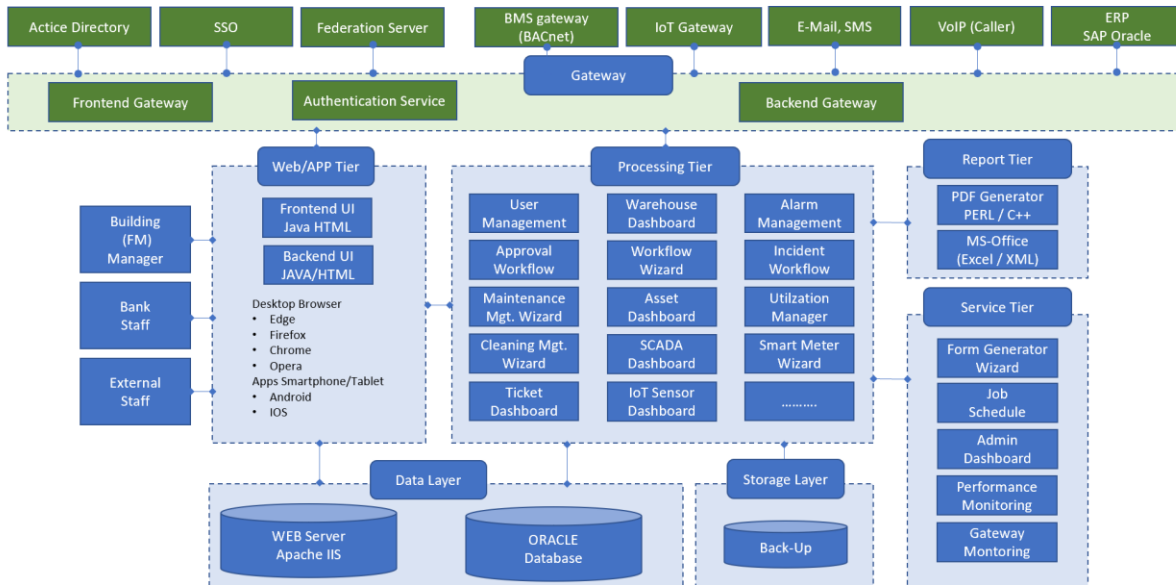 Actice Directory
SSO
Federation Server
BMS gateway
(BACnet)
IoT Gateway
E-Mail, SMS
VoIP (Caller)
ERP
SAP Oracle
Gateway
Frontend Gateway
Authentication Service
Backend Gateway
Web/APP Tier
Processing Tier
Report Tier
Building
(FM)
Manager
Bank
Staff
External
Staff
Frontend UI
Java HTML
Backend UI
JAVA/HTML
Desktop Browser
• Edge
• Firefox
• Chrome
• Opera
Apps Smartphone/Tablet
• Android
• IOS
User
Management
Warehouse
Dashboard
Alarm
Management
Approval
Workflow
Workflow
Wizard
Incident
Workflow
Maintenance
Mgt. Wizard
Asset
Dashboard
Utilzation
Manager
Cleaning Mgt.
Wizard
SCADA
Dashboard
Smart Meter
Wizard
Ticket
Dashboard
IoT Sensor
Dashboard
……….
PDF Generator
PERL / C++
MS-Office
(Excel / XML)
Service Tier
Form Generator
Wizard
Job
Schedule
Admin
Dashboard
Performance
Monitoring
Gateway
Montoring
Data Layer
WEB Server
Apache IIS
ORACLE
Database
Storage Layer
Back-Up